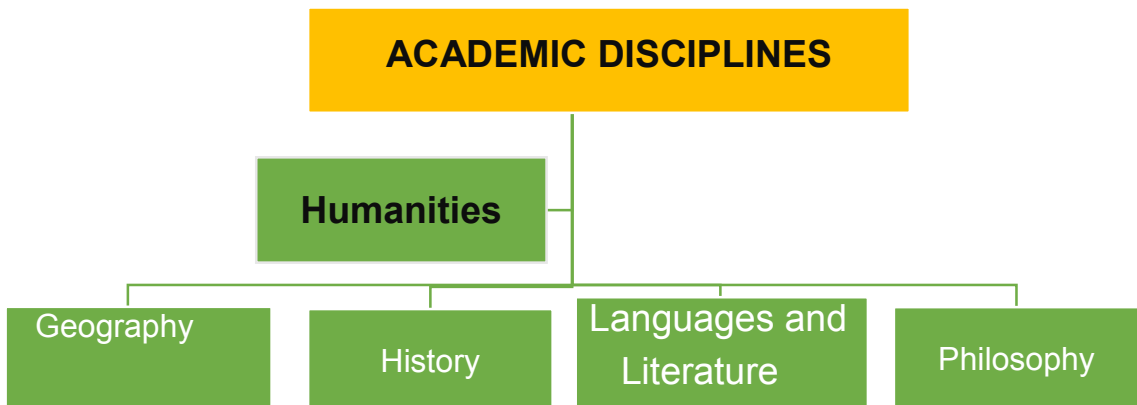 ACADEMIC DISCIPLINES
Humanities
Geography
History
Languages and
Literature
Philosophy